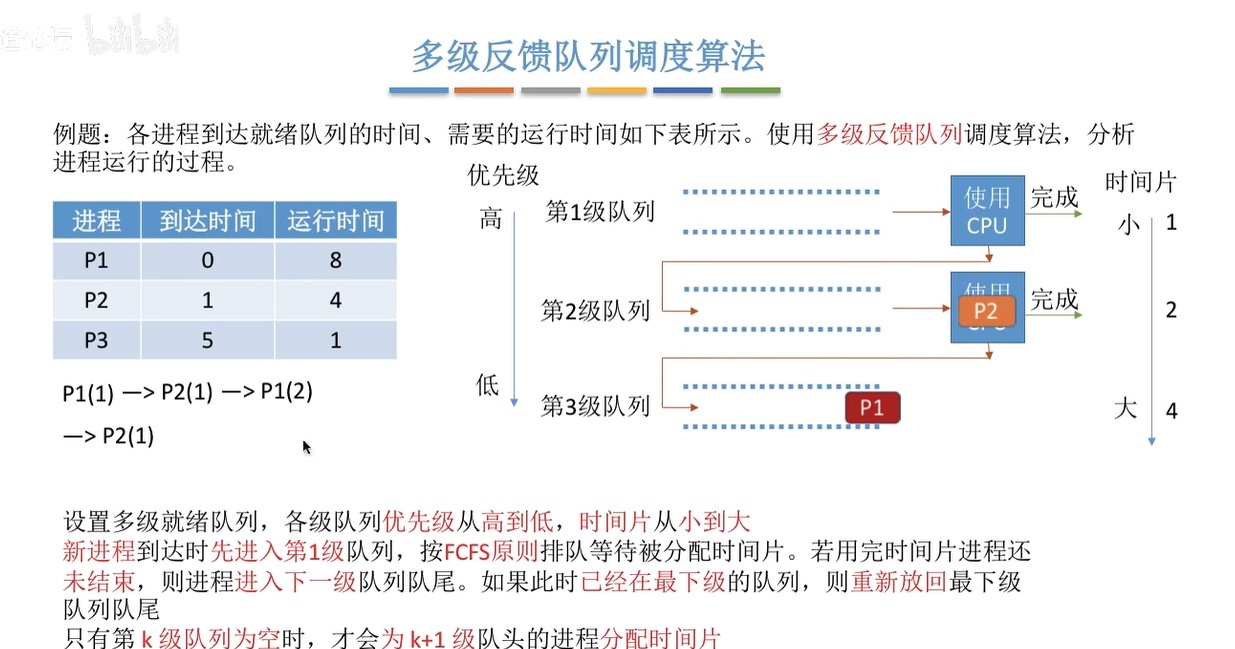 bilibili
多级反馈队列调度算法
例题：各进程到达就绪队列的时间、需要的运行时间如下表所示。使用多级反馈队列调度算法，分析
进程运行的过程。
进程 到达时间 运行时间
P1 0 8
P2 1 4
P3 5 1
P1(1) —> P2(1) —> P1(2)
—> P2(1)
优先级
高
低
第1级队列
使用
CPU
完成
第2级队列
P2
完成
第3级队列
P1
时间片
小 1
2
大 4
设置多级就绪队列，各级队列优先级从高到低，时间片从小到大
新进程到达时先进入第1级队列，按FCFS原则排队等待被分配时间片。若用完时间片进程还
未结束，则进程进入下一级队列队尾。如果此时已经在最下级的队列，则重新放回最下级
队列队尾
只有第 k 级队列为空时，才会为 k+1 级队头的进程分配时间片